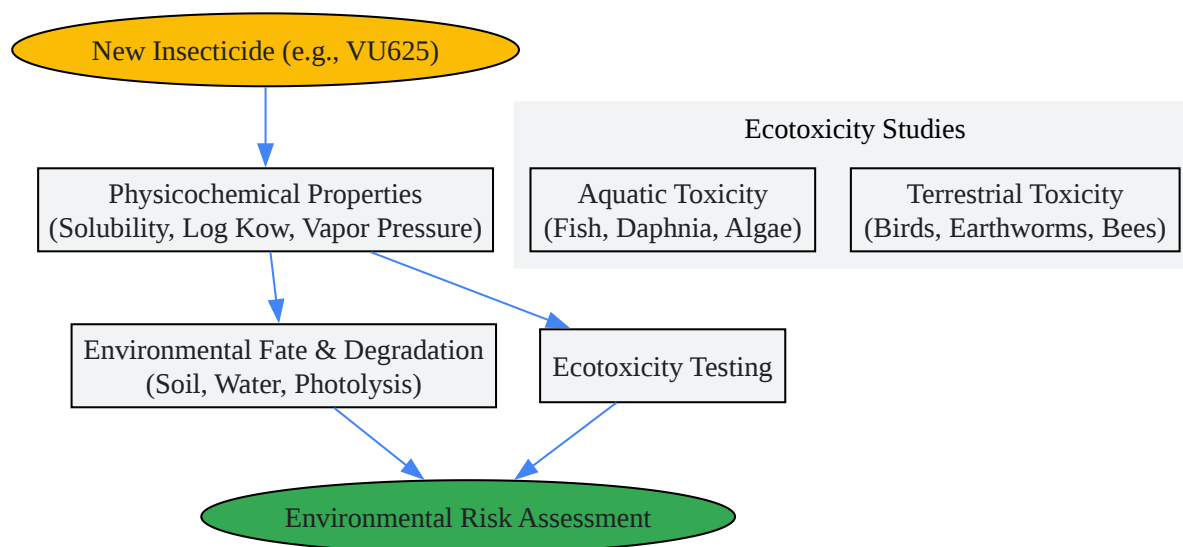 New Insecticide (e.g., VU625)
Ecotoxicity Studies
Physicochemical Properties
(Solubility, Log Kow, Vapor Pressure)
Aquatic Toxicity
(Fish, Daphnia, Algae)
Terrestrial Toxicity
(Birds, Earthworms, Bees)
Environmental Fate & Degradation
(Soil, Water, Photolysis)
Ecotoxicity Testing
Environmental Risk Assessment